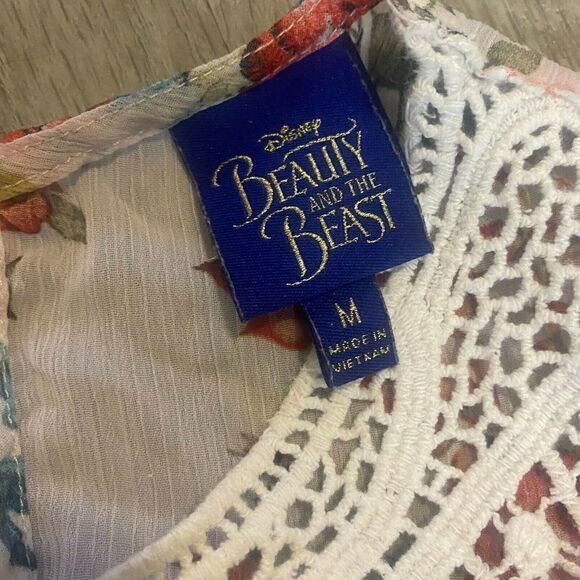 Disney
BEAUTY
AND THE
BEAST
M
MADE IN
VIETNAM